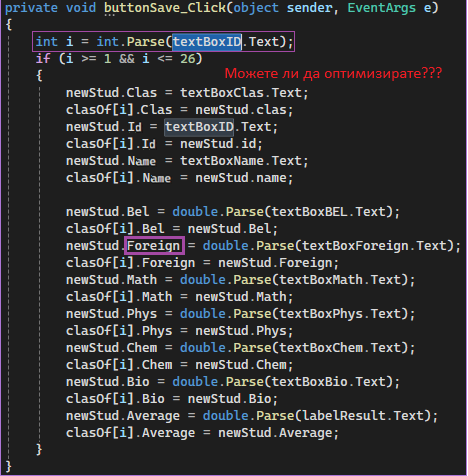 private void buttonSave_Click(object sender, EventArgs e)
{
int i = int.Parse(textBoxID.Text);
if (i >= 1 && i <= 26)
Можете ли да оптимизирате???
{
newStud.Clas = textBoxClas.Text;
clasOf[i].Clas = newStud.clas;
newStud.Id = textBoxID.Text;
clasOf[i].Id = newStud.id;
newStud.Name = textBoxName.Text;
clasOf[i].Name = newStud.name;
newStud.Bel = double.Parse(textBoxBEL.Text);
clasOf[i].Bel = newStud.Bel;
newStud.Foreign = double.Parse(textBoxForeign.Text);
clasOf[i].Foreign = newStud.Foreign;
newStud.Math = double.Parse(textBoxMath.Text);
clasOf[i].Math = newStud.Math;
newStud.Phys = double.Parse(textBoxPhys.Text);
clasOf[i].Phys = newStud.Phys;
newStud.Chem = double.Parse(textBoxChem.Text);
clasOf[i].Chem = newStud.Chem;
newStud.Bio = double.Parse(textBoxBio.Text);
clasOf[i].Bio = newStud.Bio;
newStud.Average = double.Parse(labelResult.Text);
clasOf[i].Average = newStud.Average;
}
}